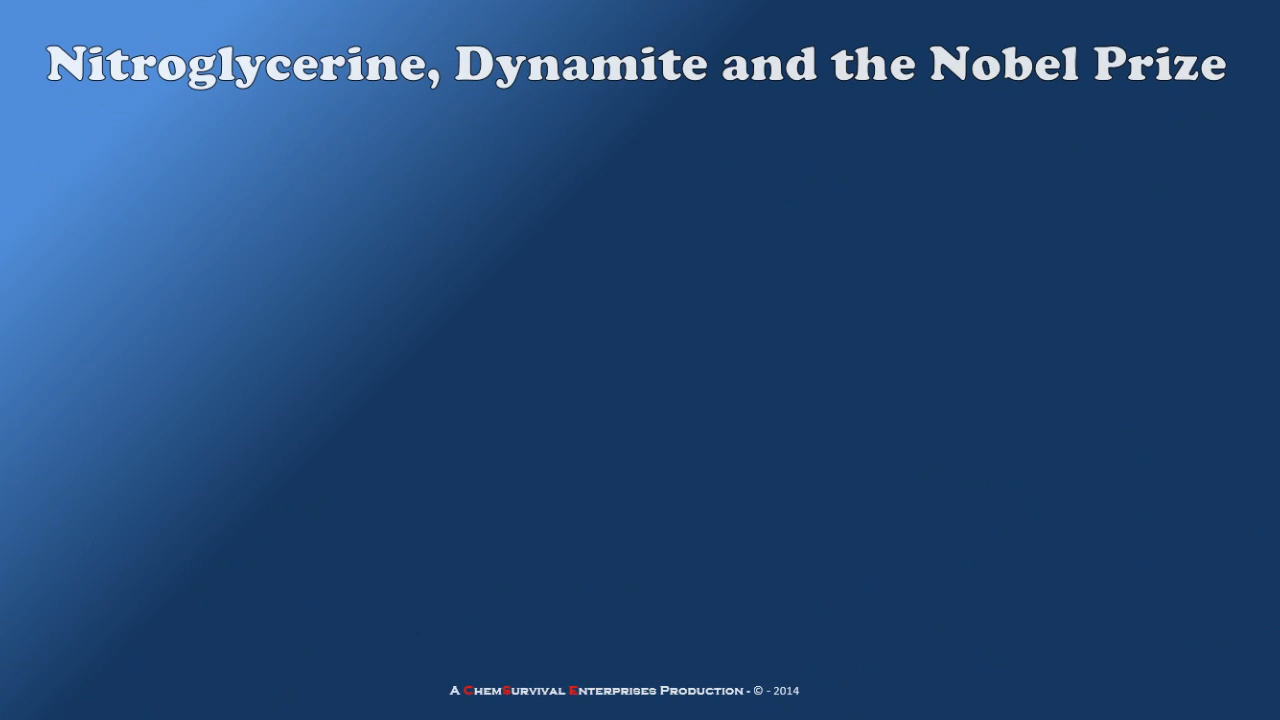 Nitroglycerine, Dynamite and the Nobel Prize
A ChemSurvival Enterprises Production - © - 2014